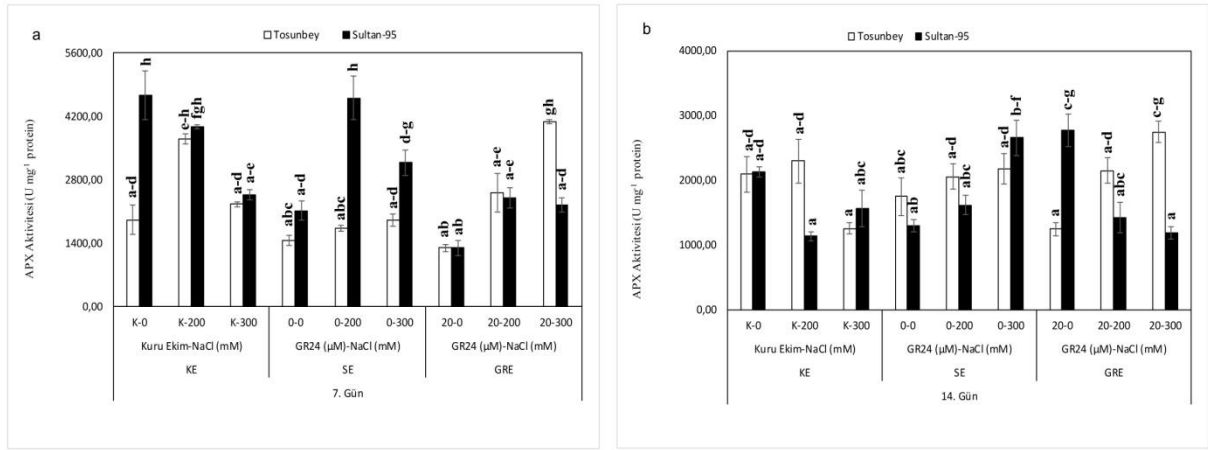 a
Tosunbey Sultan-95
APX Aktivitesi (U mg-1 protein)
5600,00
4200,00
2800,00
1400,00
0,00
a-d h e-h fgh a-d a-e abc a-d abc h a-d d-g ab ab a-e a-e gh a-d
K-0 K-200 K-300 0-0 0-200 0-300 20-0 20-200 20-300
Kuru Ekim-NaCl (mM) GR24 (µM)-NaCl (mM) GR24 (µM)-NaCl (mM)
KE SE GRE
7. Gün
b
Tosunbey Sultan-95
APX Aktivitesi (U mg-1 protein)
4000,00
3000,00
2000,00
1000,00
0,00
a-d a-d a-d a a abc abc ab a-d abc a-d b-f a c-g a-d abc c-g a
K-0 K-200 K-300 0-0 0-200 0-300 20-0 20-200 20-300
Kuru Ekim-NaCl (mM) GR24 (µM)-NaCl (mM) GR24 (µM)-NaCl (mM)
KE SE GRE
14. Gün